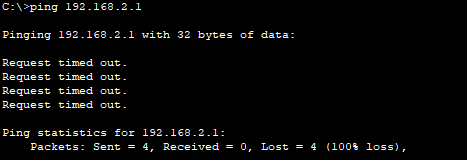 C:\>ping 192.168.2.1
Pinging 192.168.2.1 with 32 bytes of data:
Request timed out.
Request timed out.
Request timed out.
Request timed out.
Ping statistics for 192.168.2.1:
    Packets: Sent = 4, Received = 0, Lost = 4 (100% loss),